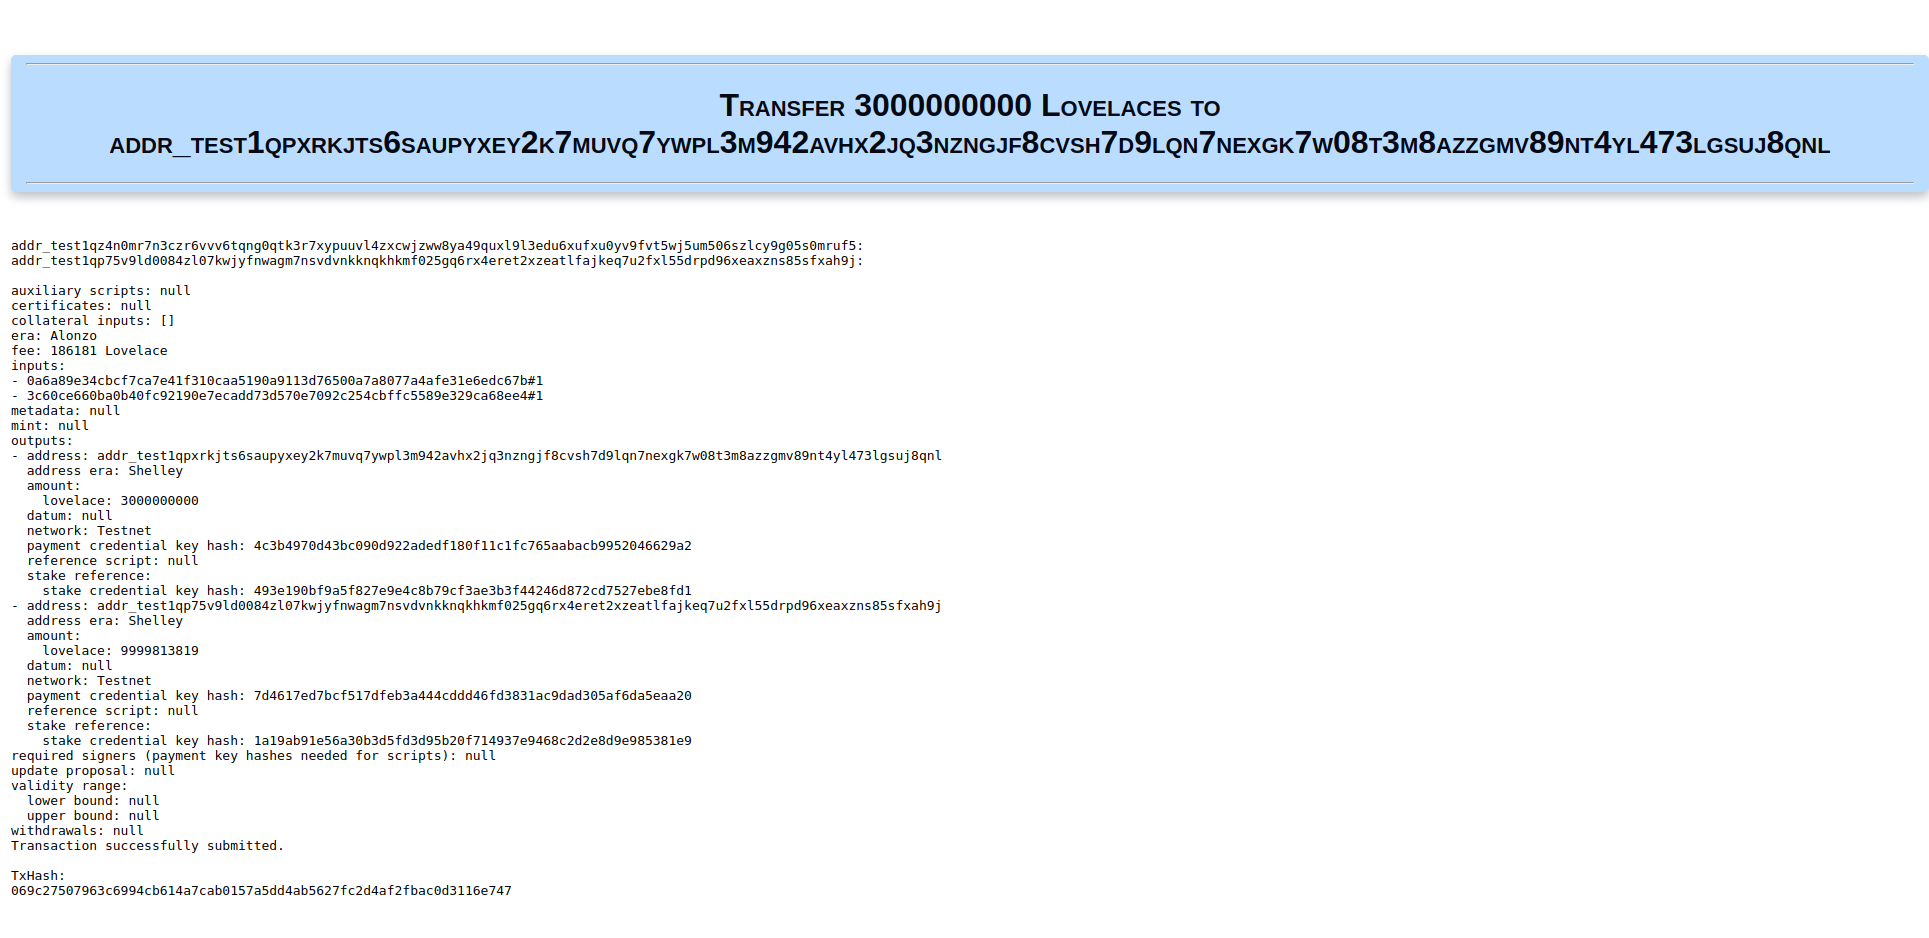 Transfer 3000000000 Lovelaces to
addr_test1qpxrkjts6saupyxey2k7muvq7ywpl3m942avhx2jq3nzngjf8cvsh7d9lqn7nexgk7w08t3m8azzgmv89nt4yl473lgsuj8qnl
addr_test1qz4n0mr7n3czr6vvv6tqng0qtk3r7xypuuvl4zxcwjzww8ya49quxl9l3edu6xufxu0yv9fvt5wj5um506szlcy9g05s0mruf5:
addr_test1qp75v9ld0084zl07kwjyfnwagm7nsvdvnkknqkhkmf025gq6rx4eret2xzeatlfajkeq7u2fxl55drpd96xeaxzns85sfxah9j:
auxiliary scripts: null
certificates: null
collateral inputs: []
era: Alonzo
fee: 186181 Lovelace
inputs:
- 0a6a89e34cbcf7ca7e41f310caa5190a9113d76500a7a8077a4afe31e6edc67b#1
- 3c60ce660ba0b40fc92190e7ecadd73d570e7092c254cbffc5589e329ca68ee4#1
metadata: null
mint: null
outputs:
- address: addr_test1qpxrkjts6saupyxey2k7muvq7ywpl3m942avhx2jq3nzngjf8cvsh7d9lqn7nexgk7w08t3m8azzgmv89nt4yl473lgsuj8qnl
address era: Shelley
amount:
lovelace: 3000000000
datum: null
network: Testnet
payment credential key hash: 4c3b4970d43bc090d922adedf180f11c1fc765aabacb9952046629a2
reference script: null
stake reference:
stake credential key hash: 493e190bf9a5f827e9e4c8b79cf3ae3b3f44246d872cd7527ebe8fd1
- address: addr_test1qp75v9ld0084zl07kwjyfnwagm7nsvdvnkknqkhkmf025gq6rx4eret2xzeatlfajkeq7u2fxl55drpd96xeaxzns85sfxah9j
address era: Shelley
amount:
lovelace: 9999813819
datum: null
network: Testnet
payment credential key hash: 7d4617ed7bcf517dfeb3a444cddd46fd3831ac9dad305af6da5eaa20
reference script: null
stake reference:
stake credential key hash: 1a19ab91e56a30b3d5fd3d95b20f714937e9468c2d2e8d9e985381e9
required signers (payment key hashes needed for scripts): null
update proposal: null
validity range:
lower bound: null
upper bound: null
withdrawals: null
Transaction successfully submitted.
TxHash:
069c27507963c6994cb614a7cab0157a5dd4ab5627fc2d4af2fbac0d3116e747